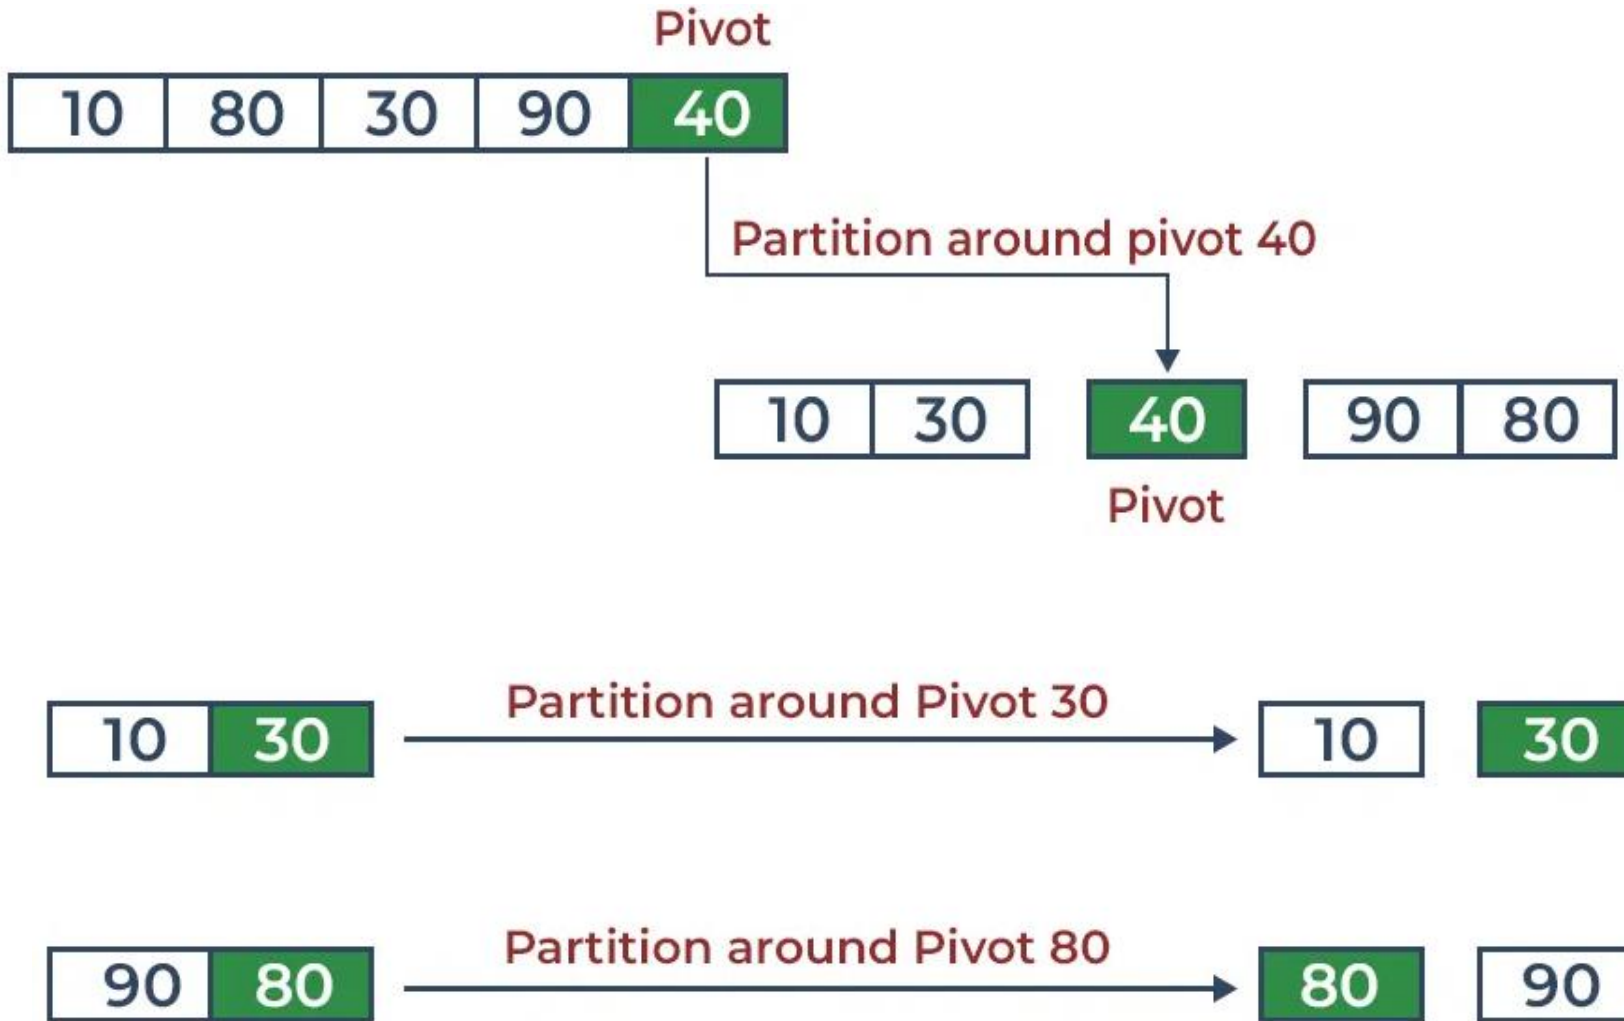 Pivot
10 80 30 90 40
Partition around pivot 40
10 30 40 90 80
Pivot
Partition around Pivot 30
10 30 10 30
Partition around Pivot 80
90 80 80 90